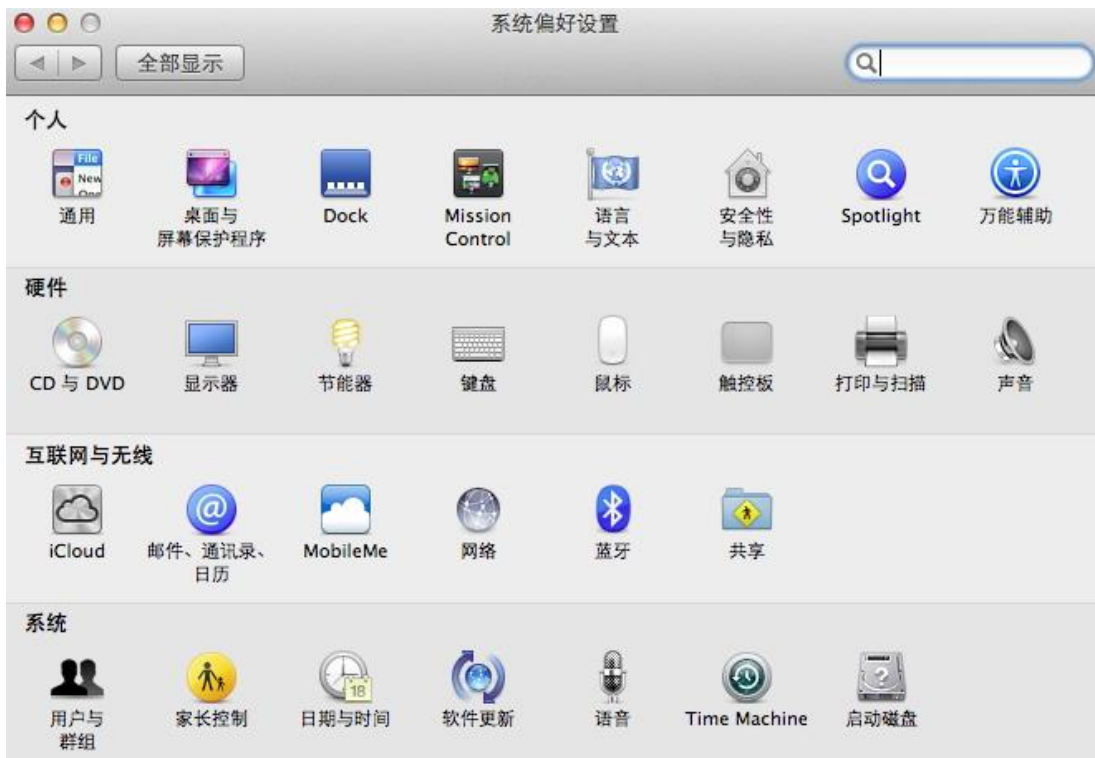 系统偏好设置
全部显示
个人
File
New
通用
桌面与
屏幕保护程序
Dock
Mission
Control
语言
与文本
安全性
与隐私
Spotlight
万能辅助
硬件
CD 与 DVD
显示器
节能器
键盘
鼠标
触控板
打印与扫描
声音
互联网与无线
iCloud
@
邮件、通讯录、
日历
MobileMe
网络
蓝牙
共享
系统
用户与
群组
家长控制
18
日期与时间
软件更新
语音
Time Machine
?
启动磁盘